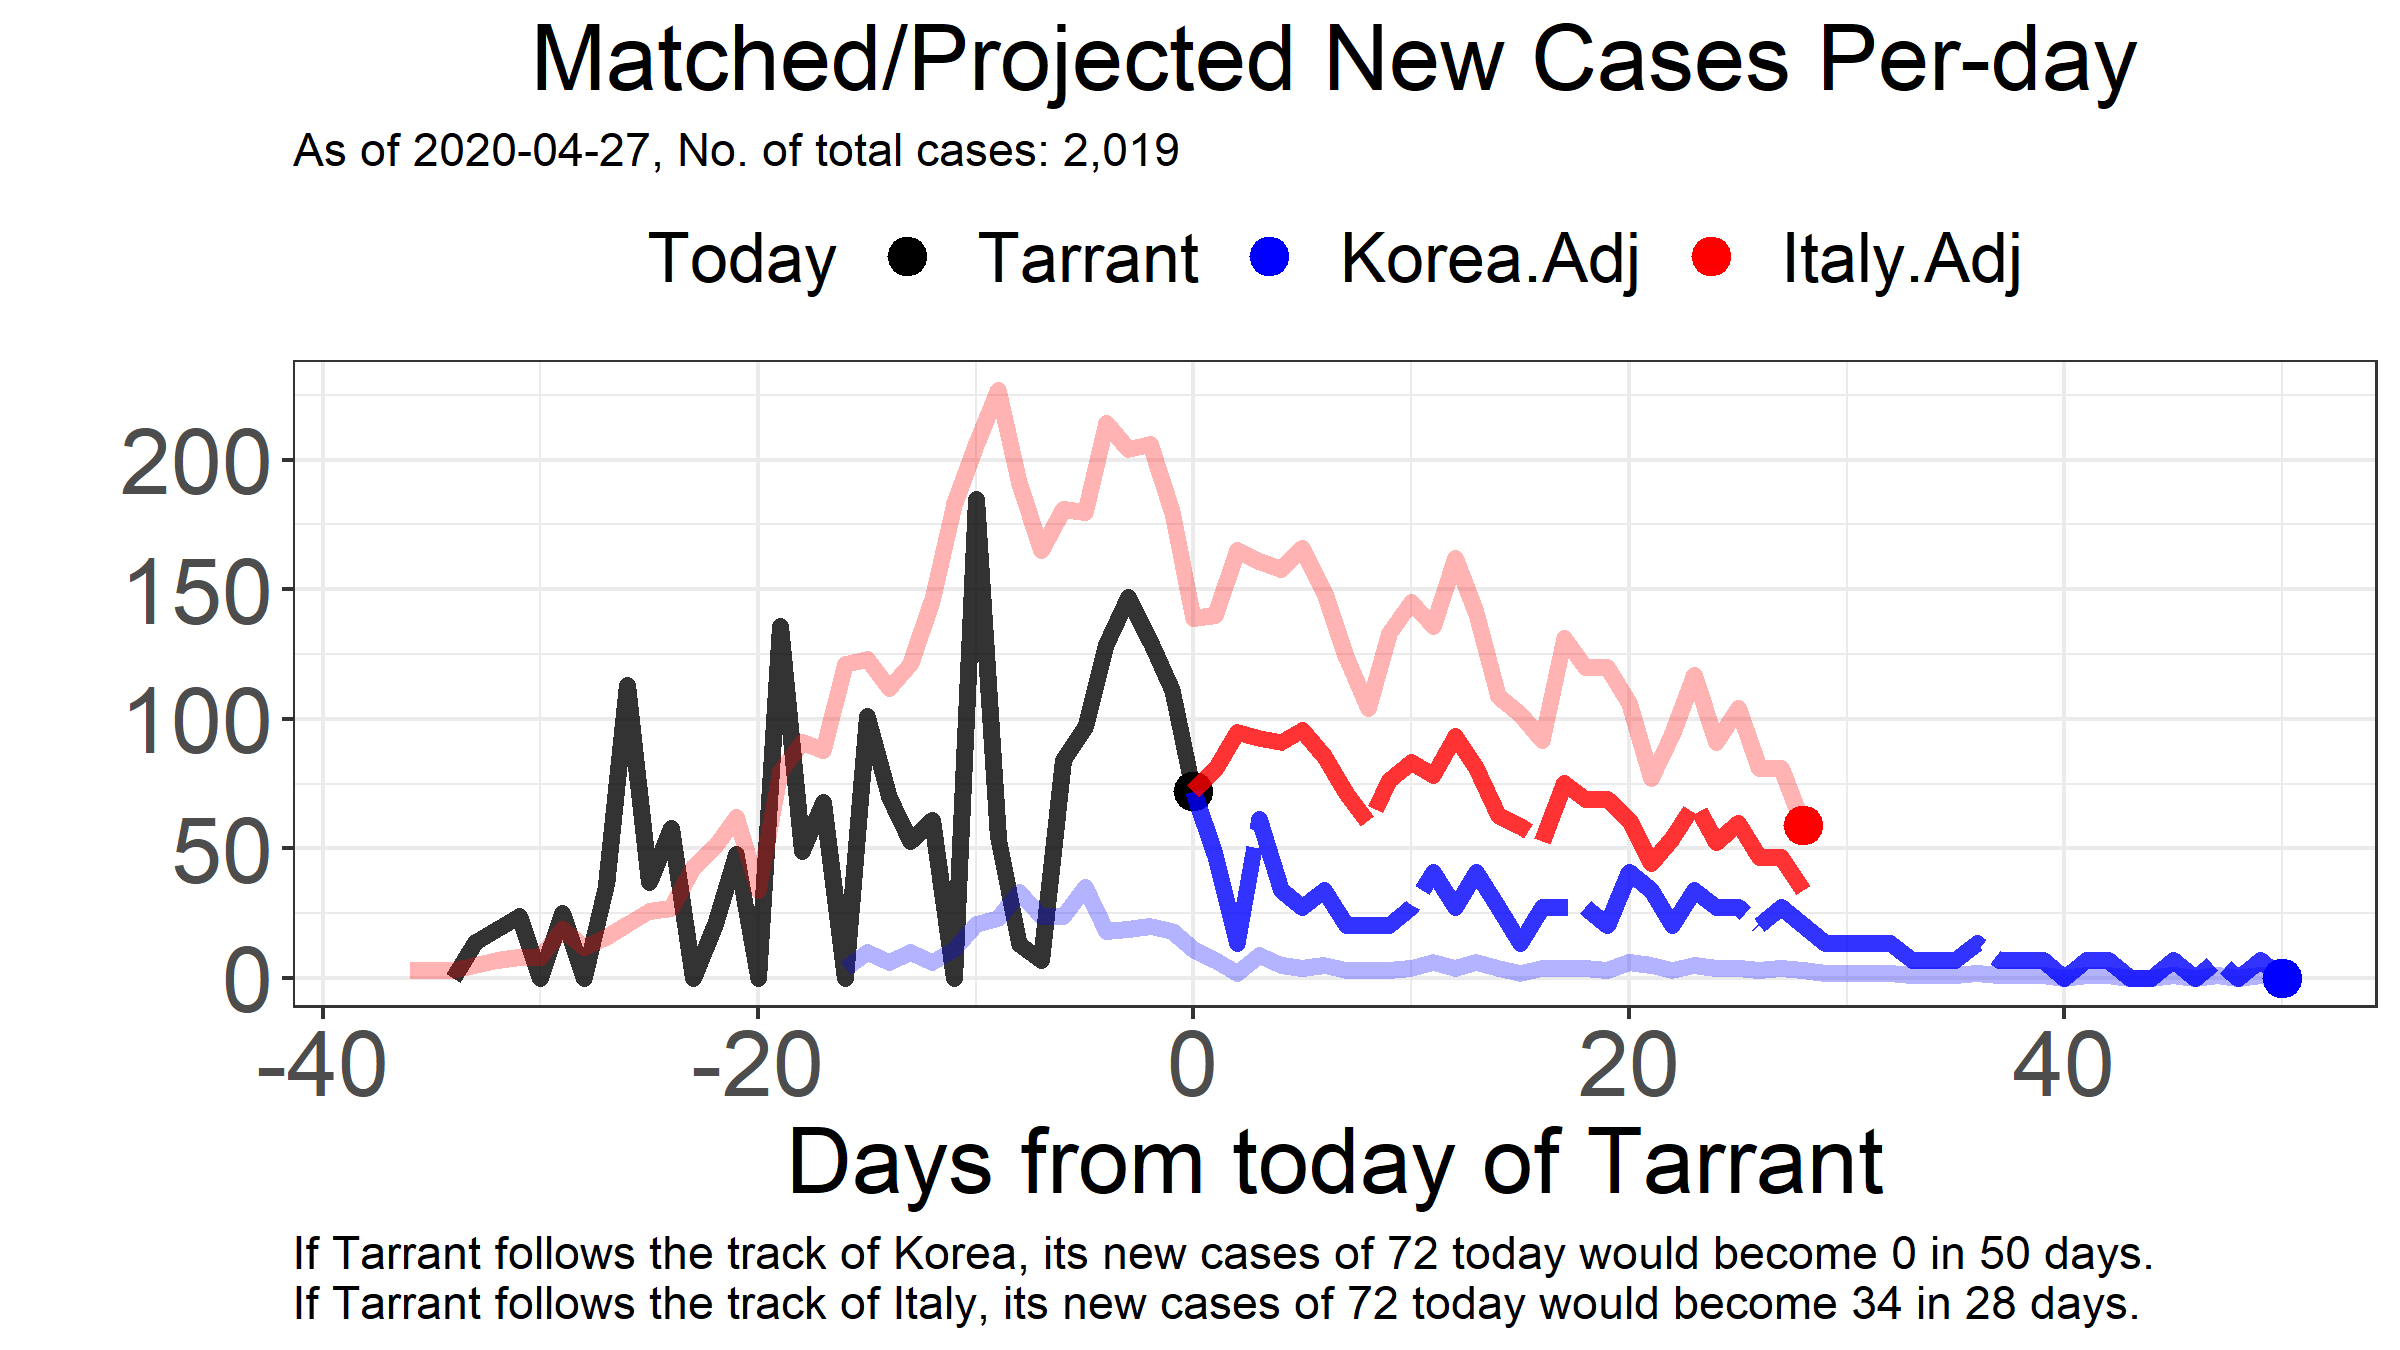 Matched/Projected New Cases Per-day
As of 2020-04-27, No. of total cases: 2,019
Today Tarrant Korea.Adj Italy.Adj
200
150
100
50
0
-40 -20 0 20 40
Days from today of Tarrant
If Tarrant follows the track of Korea, its new cases of 72 today would become 0 in 50 days.
If Tarrant follows the track of Italy, its new cases of 72 today would become 34 in 28 days.